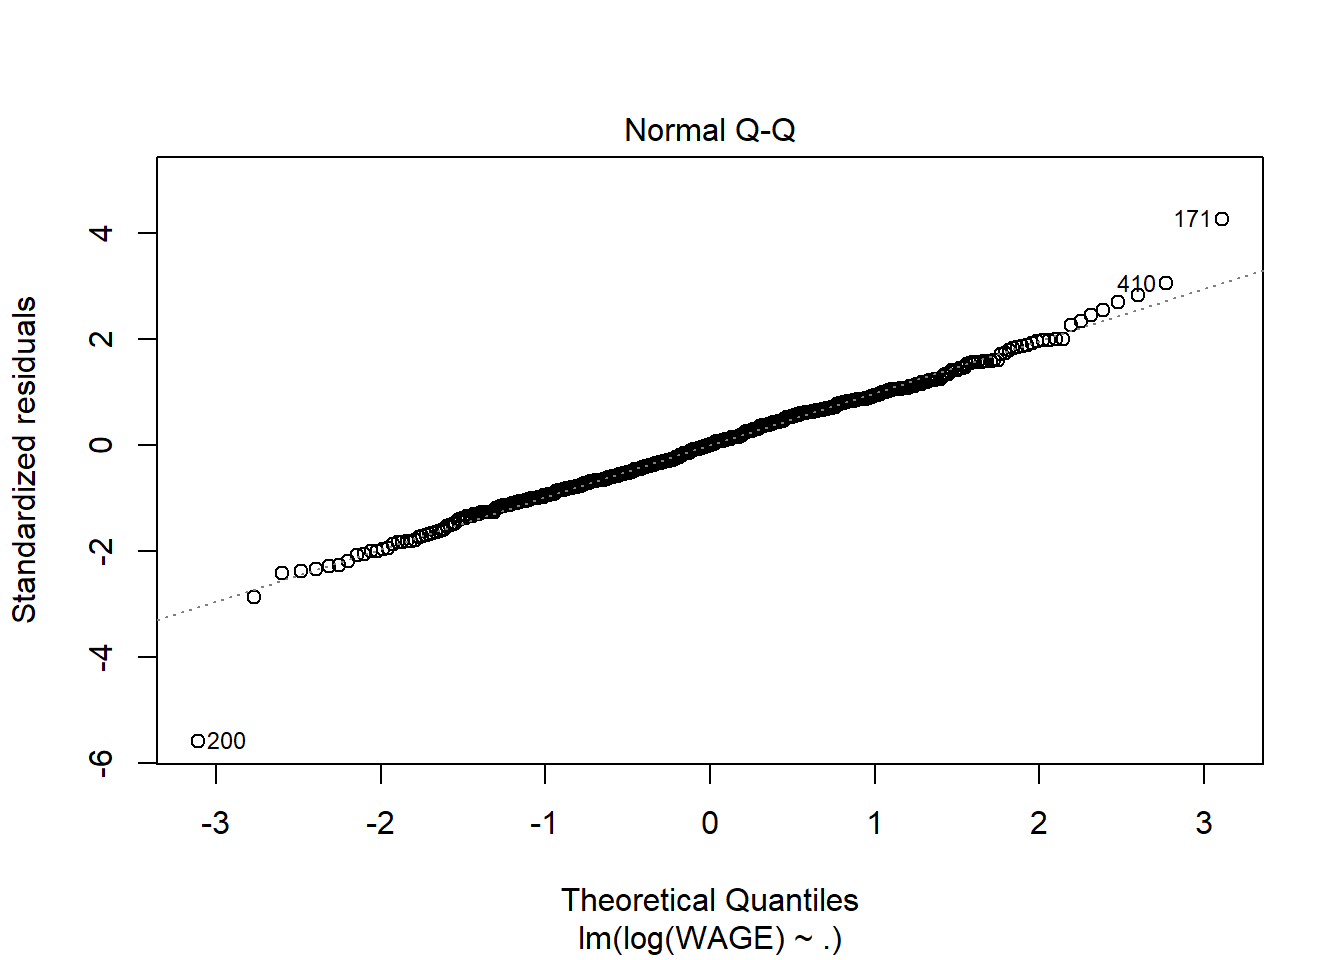 Normal Q-Q
Standardized residuals
4
2
0
-2
-4
-6
171
410
200
-3 -2 -1 0 1 2 3
Theoretical Quantiles
lm(log(WAGE) ~ .)